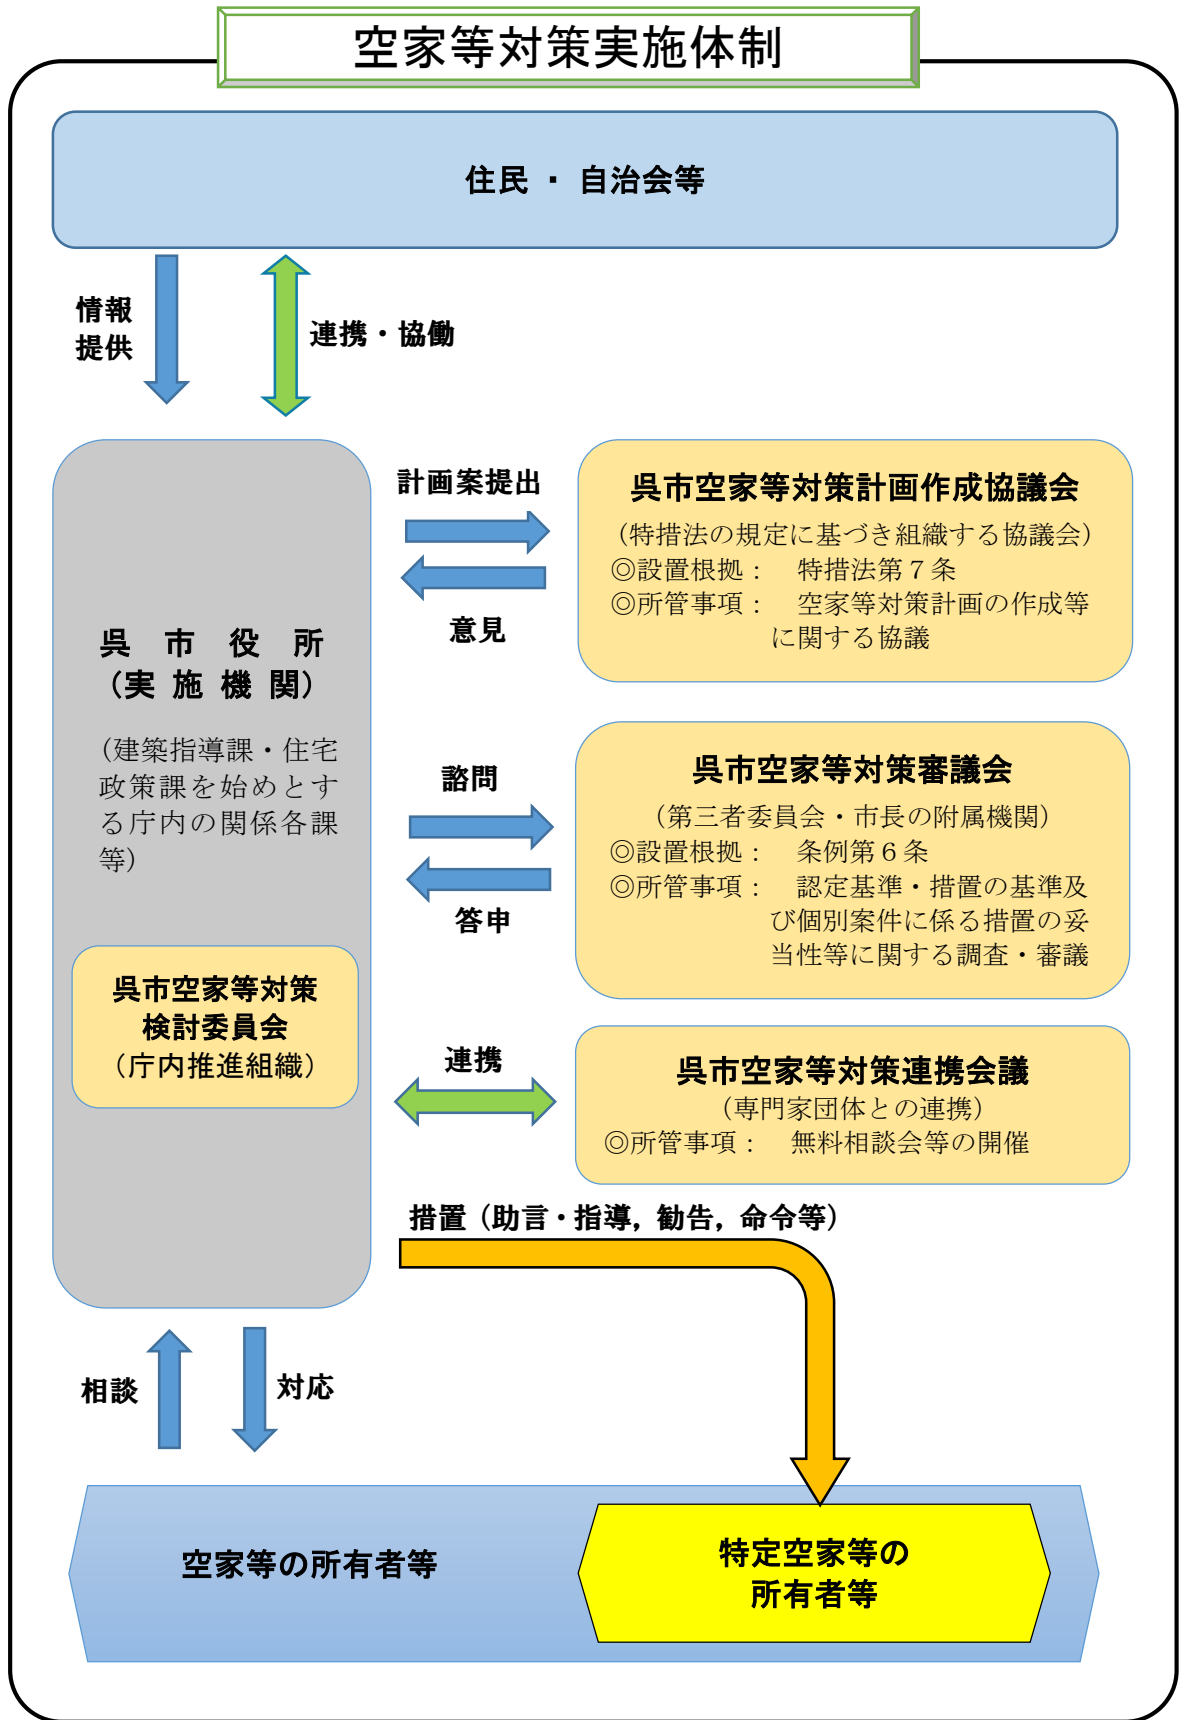 空家等対策実施体制
住民 ・ 自治会等
情報
提供
連携・協働
呉 市 役 所
（実 施 機 関）
（建築指導課・住宅
政策課を始めとす
る庁内の関係各課
等）
呉市空家等対策
検討委員会
（庁内推進組織）
計画案提出
意見
呉市空家等対策計画作成協議会
（特措法の規定に基づき組織する協議会）
◎設置根拠： 特措法第７条
◎所管事項： 空家等対策計画の作成等
に関する協議
諮問
答申
呉市空家等対策審議会
（第三者委員会・市長の附属機関）
◎設置根拠： 条例第６条
◎所管事項： 認定基準・措置の基準及
び個別案件に係る措置の妥
当性等に関する調査・審議
連携
呉市空家等対策連携会議
（専門家団体との連携）
◎所管事項： 無料相談会等の開催
措置（助言・指導，勧告，命令等）
相談
対応
空家等の所有者等
特定空家等の
所有者等